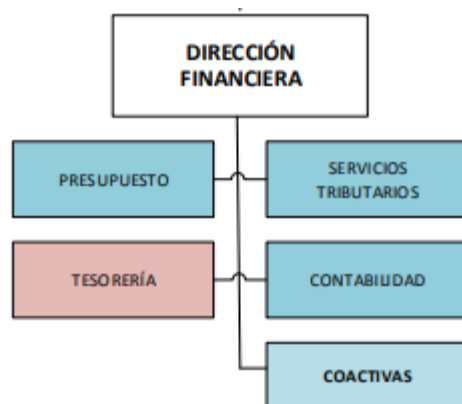 DIRECCIÓN
FINANCIERA
PRESUPUESTO
SERVICIOS
TRIBUTARIOS
TESORERÍA
CONTABILIDAD
COACTIVAS